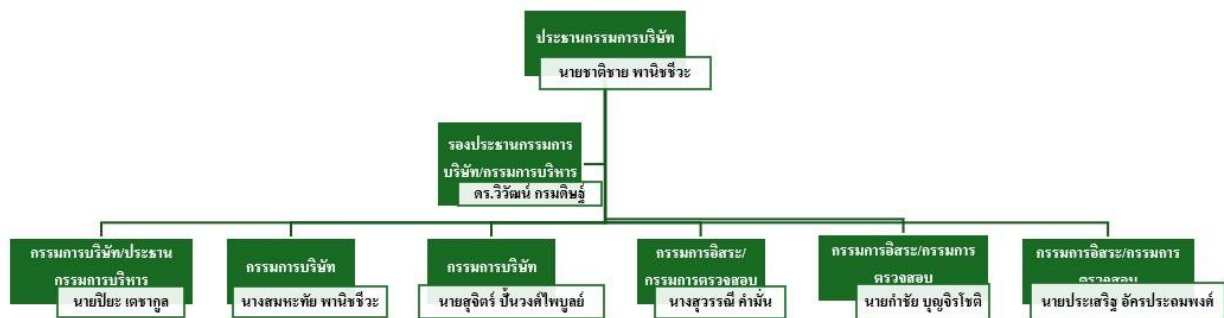 ประธานกรรมการบริษัท
นายชาติชาย พานิชชีวะ
รองประธานกรรมการ
บริษัท/กรรมการบริหาร
ดร.วิวัฒน์ กรมดิษฐ์
กรรมการบริษัท/ประธาน
กรรมการบริหาร
นายปิยะ เตชากูล
กรรมการบริษัท
นางสมหะทัย พานิชชีวะ
กรรมการบริษัท
นายสุจิตร์ ปั้นวงศ์ไพบูลย์
กรรมการอิสระ/
กรรมการตรวจสอบ
นางสุวรรณี คำมั่น
กรรมการอิสระ/กรรมการ
ตรวจสอบ
นายกำชัย บุญจิรโชติ
กรรมการอิสระ/กรรมการ
ตรวจสอบ
นายประเสริฐ อัครประถมพงศ์